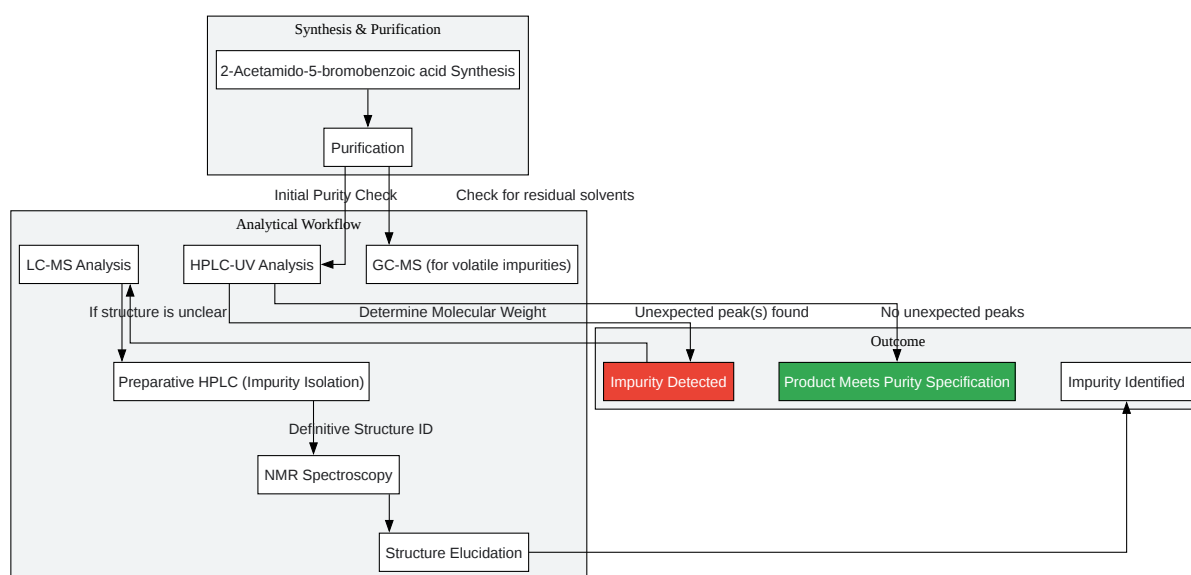 Synthesis & Purification
2-Acetamido-5-bromobenzoic acid Synthesis
Purification
Initial Purity Check
Check for residual solvents
Analytical Workflow
LC-MS Analysis
HPLC-UV Analysis
GC-MS (for volatile impurities)
If structure is unclear
Determine Molecular Weight
Unexpected peak(s) found
No unexpected peaks
Outcome
Preparative HPLC (Impurity Isolation)
Impurity Detected
Product Meets Purity Specification
Impurity Identified
Definitive Structure ID
NMR Spectroscopy
Structure Elucidation